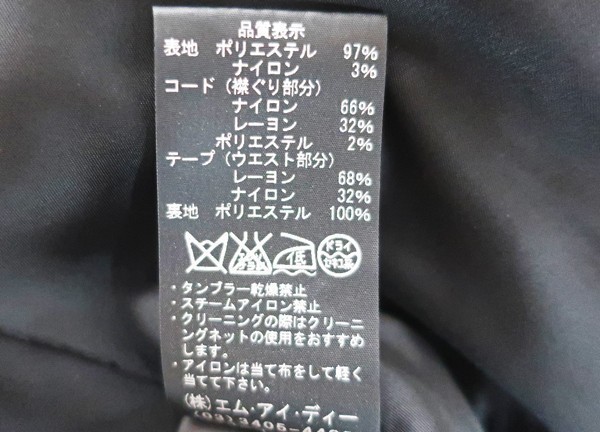 品質表示
表地 ポリエステル 97%
ナイロン 3%
コード(襟ぐり部分)
ナイロン 66%
レーヨン 32%
ポリエステル 2%
テープ(ウエスト部分)
レーヨン 68%
ナイロン 32%
裏地 ポリエステル 100%
低 ドライ
・タンブラー乾燥禁止
・スチームアイロン禁止
・クリーニングの際はクリーニ
ングネットの使用をおすすめ
します。
・アイロンは当て布をして軽く
当てて下さい。
(株)エム・アイ・ディー